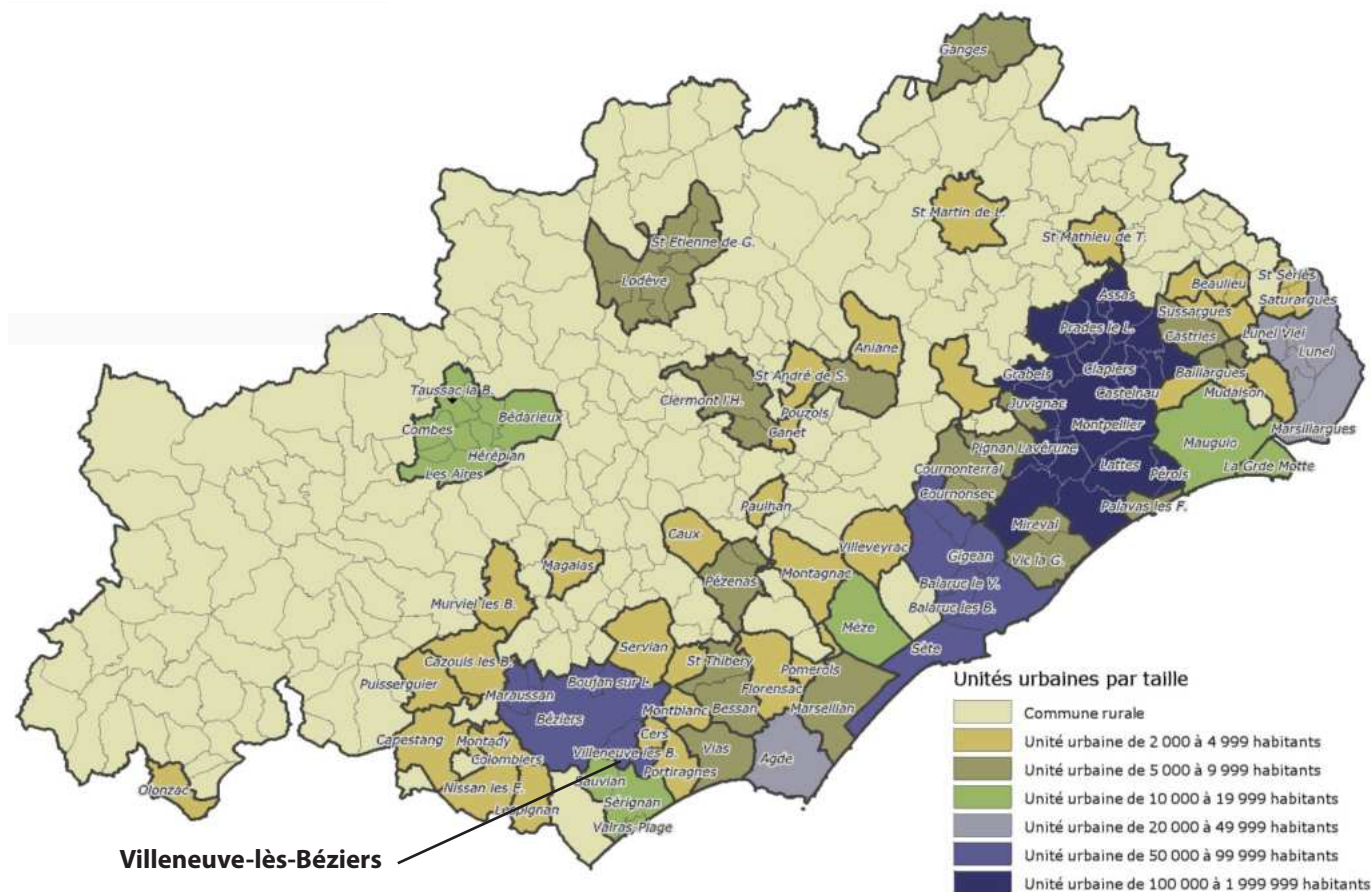 Ganges
St Martin de L.
St Mathieu de T.
St Etienne de G.
Lodève
Assas
Beaulieu
St Sériès
Saturargues
Sussargues
Prades le L.
Castries
Lunel Viel
Lunel
Aniane
Clapiers
Grabels
Baillargues
St André de S.
Castelnau
Mudaison
Taussac la B.
Clermont l'H.
Juvignac
Bédarieux
Pouzols
Combes
Canet
Montpellier
Marsillargues
Hérépian
Pignan
Lavérune
Mauguio
Les Aires
Cournonterral
Lattes
La Grde Motte
Pérols
Cournonsec
Paulhan
Palavas les F.
Mireval
Caux
Villeveyrac
Gigean
Vic la G.
Magalas
Montagnac
Pézenas
Balaruc le V.
Murviel les B.
Balaruc les B.
Mèze
Servian
Sète
Cazouls les B.
St Thibery
Pomerols
Puisserguier
Boujan sur L.
Florensac
Maraussan
Montblanc
Bessan
Marseillan
Béziers
Cers
Capestang
Montady
Villeneuve les B.
Vias
Agde
Colombiers
Portiragnes
Sauvian
Olonzac
Nissan les E.
Lespignan
Sérignan
Valras Plage
Villeneuve-lès-Béziers
Unités urbaines par taille
Commune rurale
Unité urbaine de 2 000 à 4 999 habitants
Unité urbaine de 5 000 à 9 999 habitants
Unité urbaine de 10 000 à 19 999 habitants
Unité urbaine de 20 000 à 49 999 habitants
Unité urbaine de 50 000 à 99 999 habitants
Unité urbaine de 100 000 à 1 999 999 habitants